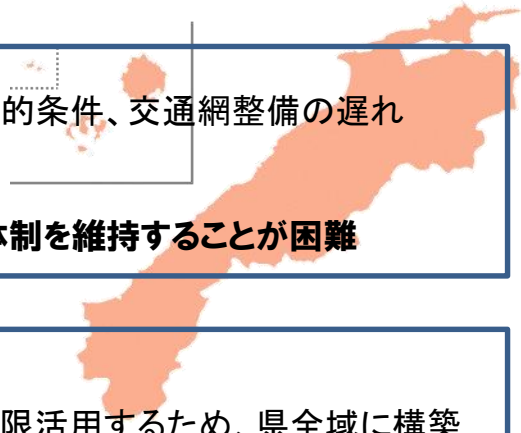 的条件、交通網整備の遅れ
体制を維持することが困難
限活用するため、県全域に構築